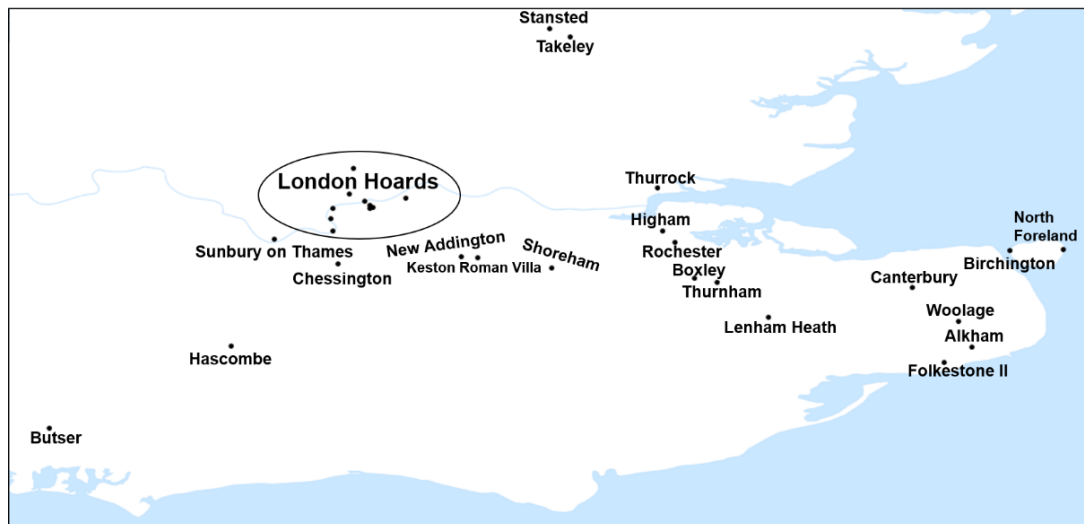 Stansted
Takeley
London Hoards
Thurrock
Higham
North
Foreland
Sunbury on Thames
New Addington
Shoreham
Rochester
Birchington
Keston Roman Villa
Boxley
Chessington
Canterbury
Thurnham
Woolage
Lenham Heath
Alkham
Hascombe
Folkestone II
Butser